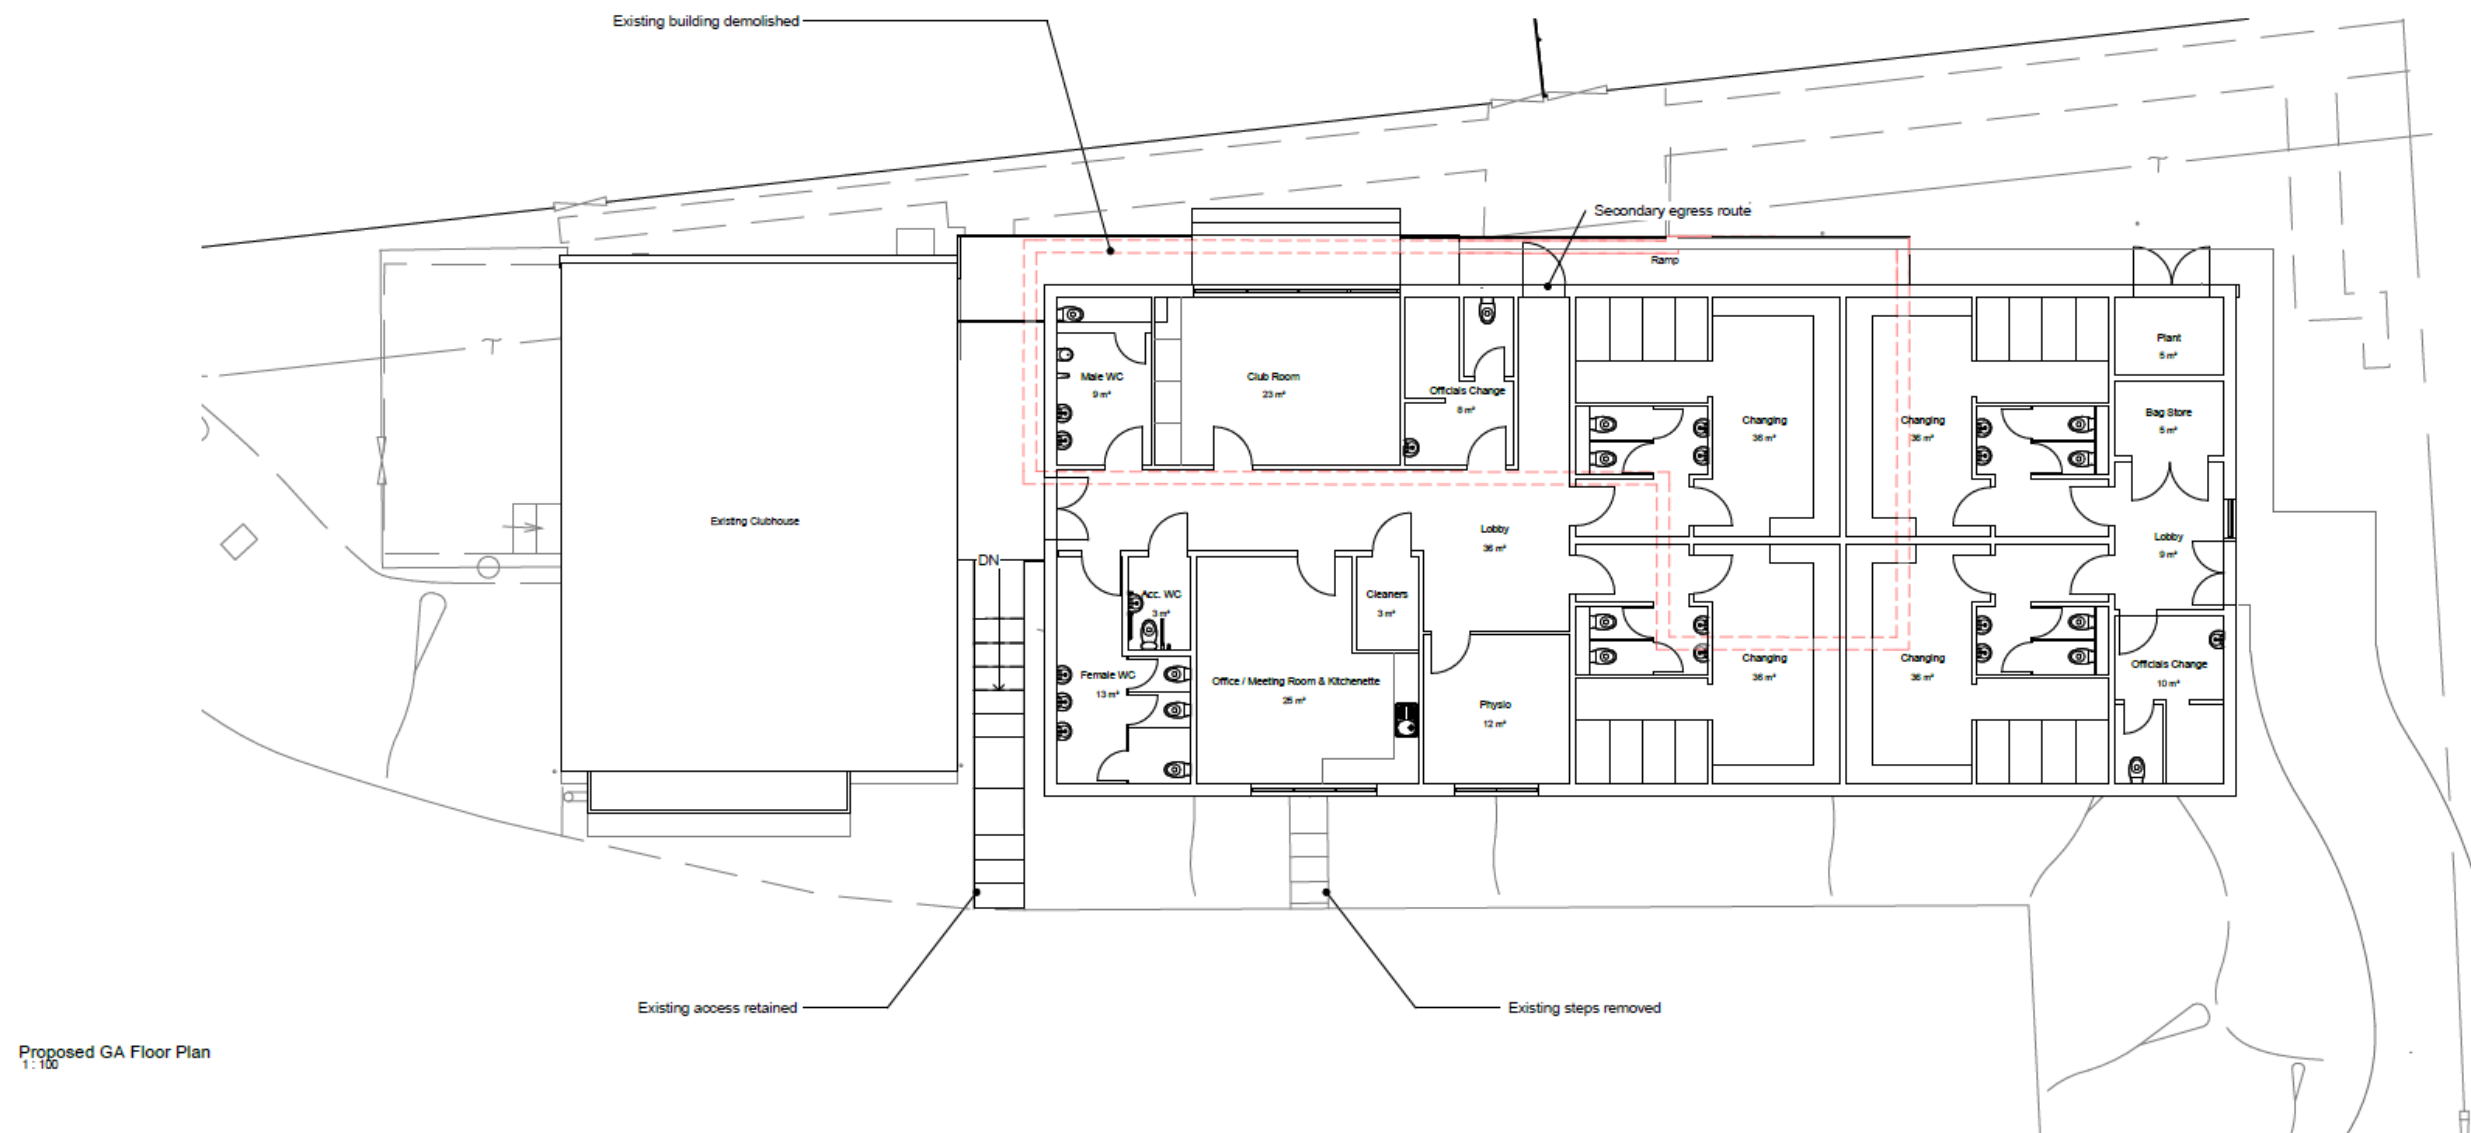 Existing building demolished
Secondary egress route
Ramp
Male WC
9 m²
Club Room
23 m²
Officials Change
8 m²
Changing
36 m²
Changing
36 m²
Plant
5 m²
Bag Store
5 m²
Existing Clubhouse
DN
Lobby
36 m²
Lobby
9 m²
Acc. WC
3 m²
Cleaners
3 m²
Female WC
13 m²
Office / Meeting Room & Kitchenette
25 m²
Physio
12 m²
Changing
36 m²
Changing
36 m²
Officials Change
10 m²
Existing access retained
Existing steps removed
Proposed GA Floor Plan
1 : 100